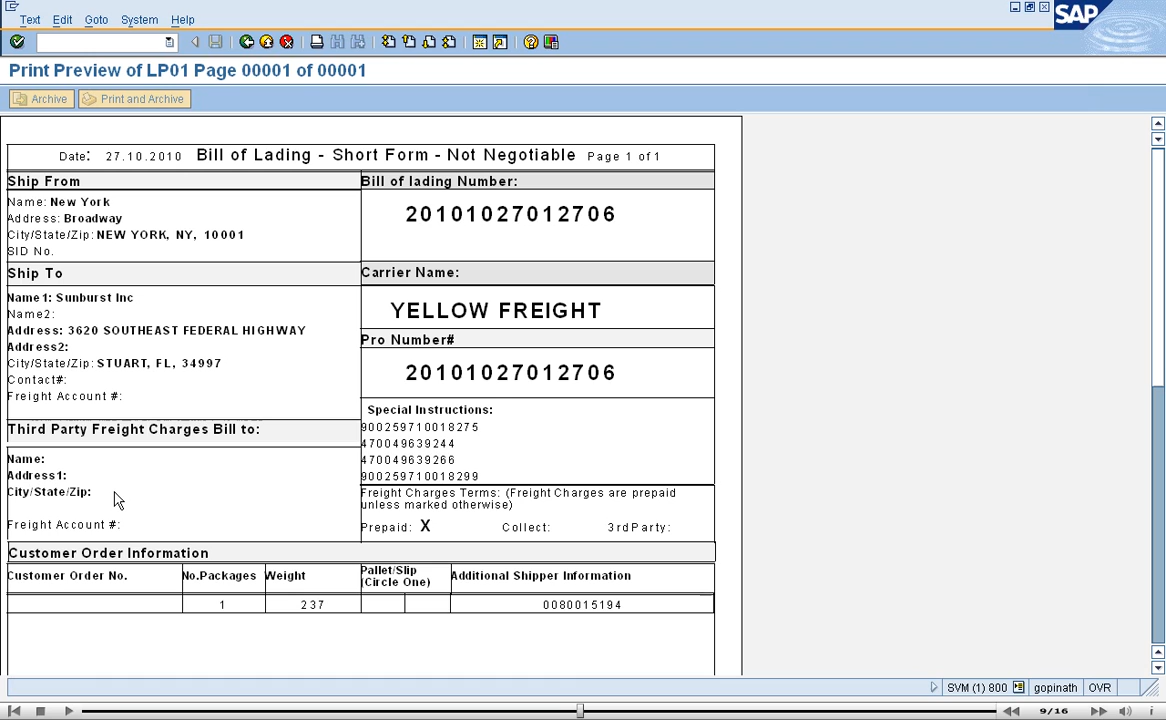 Text Edit Goto System Help
SAP
Print Preview of LP01 Page 00001 of 00001
Archive Print and Archive
Date: 27.10.2010 Bill of Lading - Short Form - Not Negotiable Page 1 of 1
Ship From
Name: New York
Address: Broadway
City/State/Zip: NEW YORK, NY, 10001
SID No.
Bill of lading Number:
20101027012706
Ship To
Name1: Sunburst Inc
Name2:
Address: 3620 SOUTHEAST FEDERAL HIGHWAY
Address2:
City/State/Zip: STUART, FL, 34997
Contact#:
Freight Account #:
Carrier Name:
YELLOW FREIGHT
Pro Number#
20101027012706
Third Party Freight Charges Bill to:
Name:
Address1:
City/State/Zip:
Freight Account #:
Special Instructions:
900259710018275
470049639244
470049639266
900259710018299
Freight Charges Terms: (Freight Charges are prepaid
unless marked otherwise)
Prepaid: X Collect: 3rdParty:
Customer Order Information
Customer Order No. No.Packages Weight Pallet/Slip (Circle One) Additional Shipper Information
1 237 0080015194
SVM (1) 800 gopinath OVR
9/16